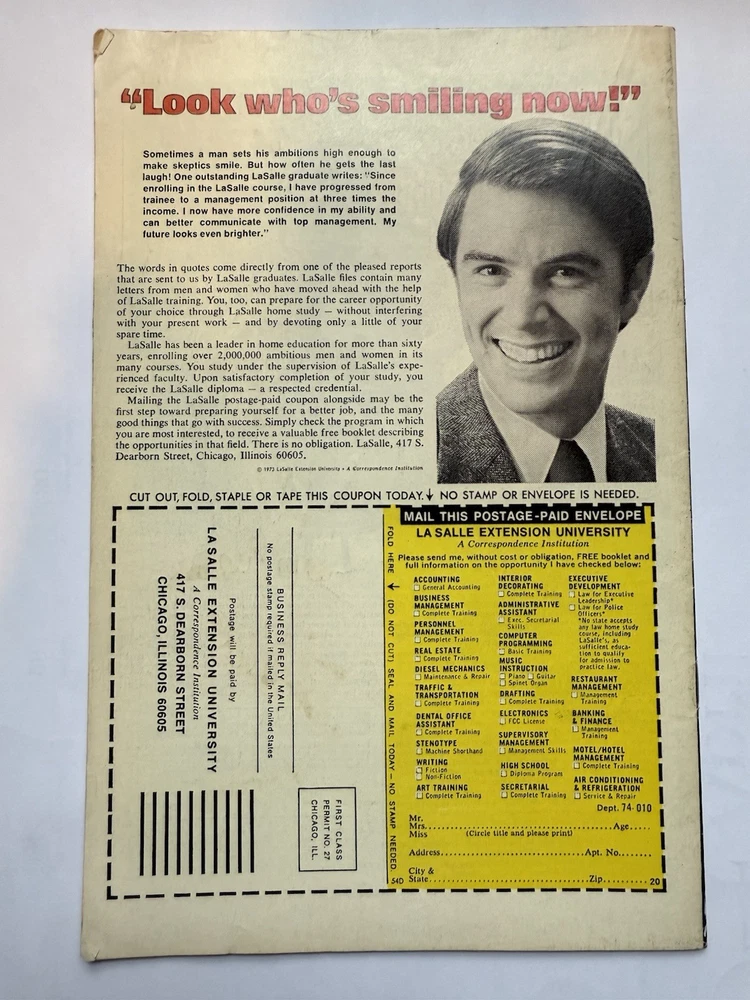 “Look who’s smiling now!”
Sometimes a man sets his ambitions high enough to
make skeptics smile. But how often he gets the last
laugh! One outstanding LaSalle graduate writes: “Since
enrolling in the LaSalle course, I have progressed from
trainee to a management position at three times the
income. I now have more confidence in my ability and
can better communicate with top management. My
future looks even brighter.”
The words in quotes come directly from one of the pleased reports
that are sent to us by LaSalle graduates. LaSalle files contain many
letters from men and women who have moved ahead with the help
of LaSalle training. You, too, can prepare for the career opportunity
of your choice through LaSalle home study — without interfering
with your present work — and by devoting only a little of your
spare time.
LaSalle has been a leader in home education for more than sixty
years, enrolling over 2,000,000 ambitious men and women in its
many courses. You study under the supervision of LaSalle's expe-
rienced faculty. Upon satisfactory completion of your study, you
receive the LaSalle diploma — a respected credential.
Mailing the LaSalle postage-paid coupon alongside may be the
first step toward preparing yourself for a better job, and the many
good things that go with success. Simply check the program in which
you are most interested, to receive a valuable free booklet describing
the opportunities in that field. There is no obligation. LaSalle, 417 S.
Dearborn Street, Chicago, Illinois 60605.
© 1973 LaSalle Extension University • A Correspondence Institution
CUT OUT, FOLD, STAPLE OR TAPE THIS COUPON TODAY. NO STAMP OR ENVELOPE IS NEEDED.
BUSINESS REPLY MAIL
No postage stamp required if mailed in the United States
Postage will be paid by
LA SALLE EXTENSION UNIVERSITY
A Correspondence Institution
417 S. DEARBORN STREET
CHICAGO, ILLINOIS 60605
FIRST CLASS
PERMIT NO. 27
CHICAGO, ILL.
FOLD HERE (DO NOT CUT) SEAL AND MAIL TODAY — NO STAMP NEEDED
MAIL THIS POSTAGE-PAID ENVELOPE
LA SALLE EXTENSION UNIVERSITY
A Correspondence Institution
Please send me, without cost or obligation, FREE booklet and
full information on the opportunity I have checked below:
ACCOUNTING
General Accounting
BUSINESS
MANAGEMENT
Complete Training
PERSONNEL
MANAGEMENT
Complete Training
REAL ESTATE
Complete Training
DIESEL MECHANICS
Maintenance & Repair
TRAFFIC &
TRANSPORTATION
Complete Training
DENTAL OFFICE
ASSISTANT
Complete Training
STENOTYPE
Machine Shorthand
WRITING
Fiction
Non-Fiction
ART TRAINING
Complete Training
INTERIOR
DECORATING
Complete Training
ADMINISTRATIVE
ASSISTANT
Exec. Secretarial
Skills
COMPUTER
PROGRAMMING
Basic Training
MUSIC
INSTRUCTION
Piano Guitar
Spinet Organ
DRAFTING
Complete Training
ELECTRONICS
FCC License
SUPERVISORY
MANAGEMENT
Management Skills
HIGH SCHOOL
Diploma Program
SECRETARIAL
Complete Training
EXECUTIVE
DEVELOPMENT
Law for Executive
Leadership*
Law for Police
Officers*
*No state accepts
any law home study
course, including
LaSalle's, as
sufficient educa-
tion to qualify
for admission to
practice law.
RESTAURANT
MANAGEMENT
Management
Training
BANKING
& FINANCE
Management
Training
MOTEL/HOTEL
MANAGEMENT
Complete Training
AIR CONDITIONING
& REFRIGERATION
Service & Repair
Dept. 74-010
Mr.
Mrs. Age
Miss (Circle title and please print)
Address Apt. No.
City &
State Zip 20
54D